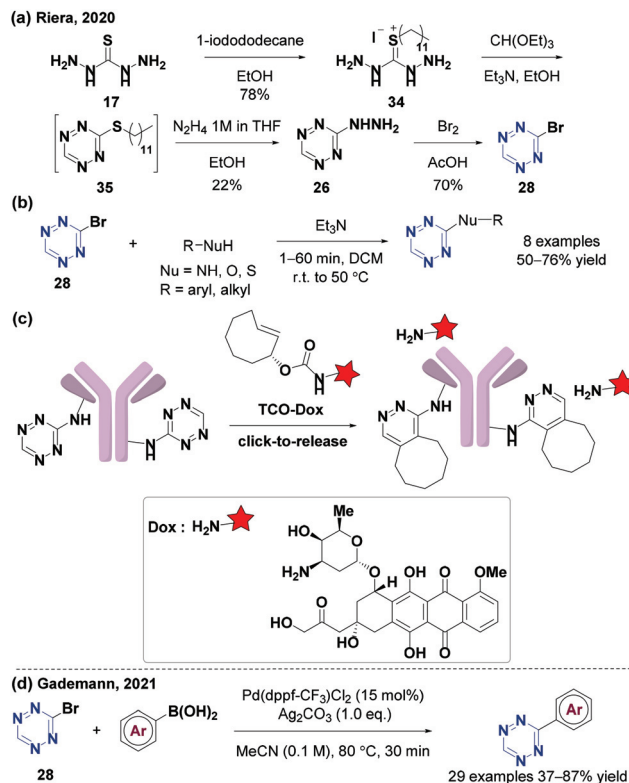 (a) Riera, 2020
H₂N N H S N H NH₂
17
1-iodododecane
EtOH
78%
I⁻ S⁺ 11
H₂N N H N H NH₂
34
CH(OEt)₃
Et₃N, EtOH
N N N N S 11
35
N₂H₄ 1M in THF
EtOH
22%
N N N N NHNH₂
26
Br₂
AcOH
70%
N N N N Br
28
(b)
N N N N Br
28
+
R-NuH
Nu = NH, O, S
R = aryl, alkyl
Et₃N
1–60 min, DCM
r.t. to 50 °C
N N N N Nu–R
8 examples
50–76% yield
(c)
N N N N NH
N H N N N N
O O N H
TCO-Dox
click-to-release
H₂N
H₂N
N N NH
N H N N
Dox : H₂N
Me
HO O
H₂N O H OH O OMe
HO O OH OH O
(d) Gademann, 2021
N N N N Br
28
+
Ar B(OH)₂
Pd(dppf-CF₃)Cl₂ (15 mol%)
Ag₂CO₃ (1.0 eq.)
MeCN (0.1 M), 80 °C, 30 min
N N N N Ar
29 examples 37–87% yield